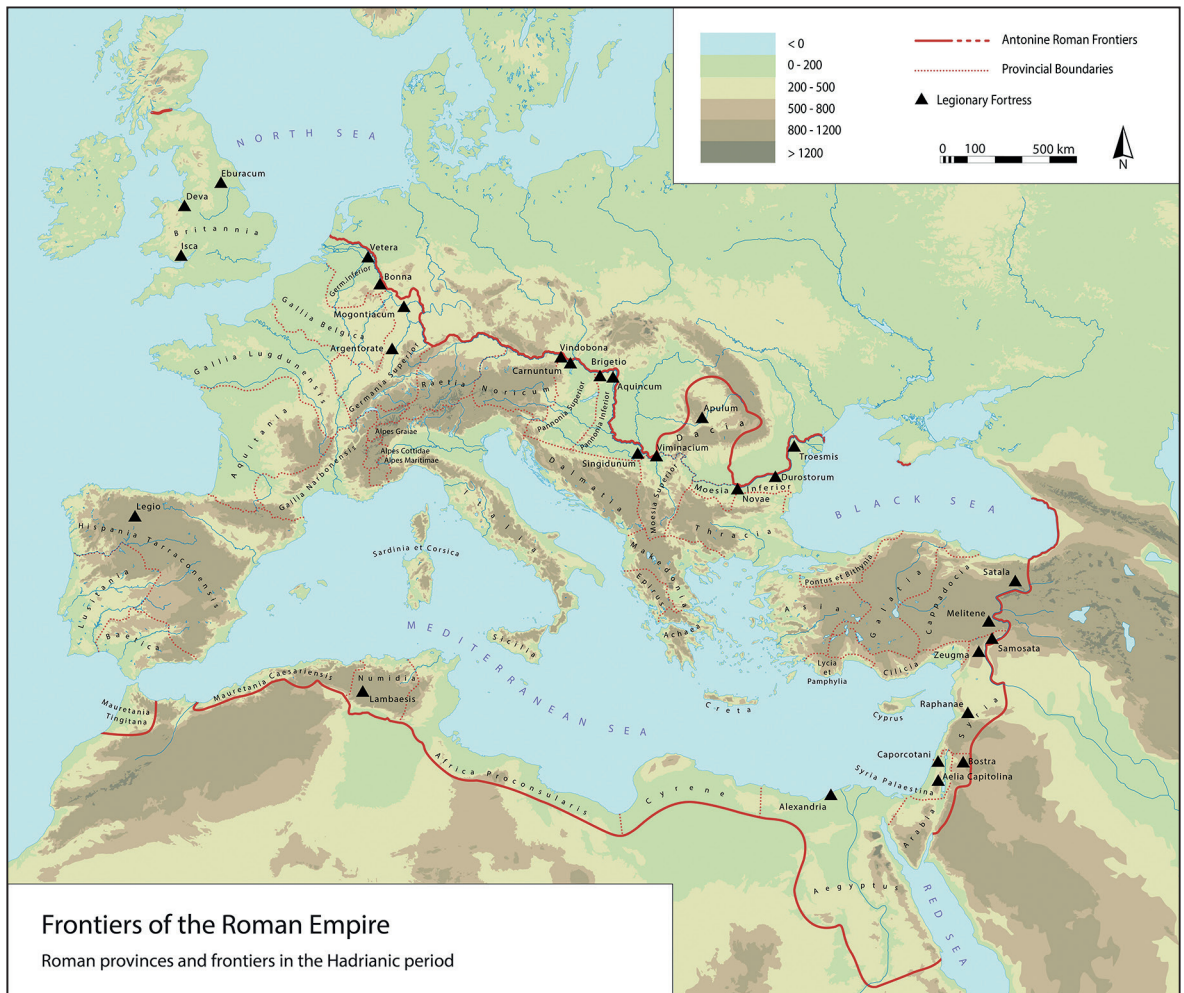 < 0
0 - 200
200 - 500
500 - 800
800 - 1200
> 1200
Antonine Roman Frontiers
Provincial Boundaries
Legionary Fortress
0 100 500 km
N
NORTH SEA
Eburacum
Deva
Britannia
Isca
Vetera
Germ.Inferior
Bonna
Mogontiacum
Gallia Belgica
Argentorate
Gallia Lugdunensis
Germania Superior
Raetia
Noricum
Vindobona
Carnuntum
Brigetio
Aquincum
Pannonia Superior
Pannonia Inferior
Aquitania
Alpes Graiae
Alpes Cottidae
Alpes Maritimae
Gallia Narbonensis
Apulum
Dacia
Singidunum
Viminacium
Troesmis
Durostorum
Moesia Inferior
Novae
Moesia Superior
Dalmatia
Italia
Thracia
BLACK SEA
Legio
Hispania Tarraconensis
Lusitania
Baetica
Sardinia et Corsica
Makedonia
Epirus
Achaea
Sicilia
MEDITERRANEAN SEA
Pontus et Bithynia
Asia
Galatia
Cappadocia
Satala
Melitene
Samosata
Zeugma
Lycia
et
Pamphylia
Cilicia
Creta
Cyprus
Raphanae
Syria
Caporcotani
Bostra
Syria Palaestina
Aelia Capitolina
Arabia
Mauretania
Tingitana
Mauretania Caesariensis
Numidia
Lambaesis
Africa Proconsularis
Cyrene
Alexandria
Aegyptus
RED SEA
Frontiers of the Roman Empire
Roman provinces and frontiers in the Hadrianic period